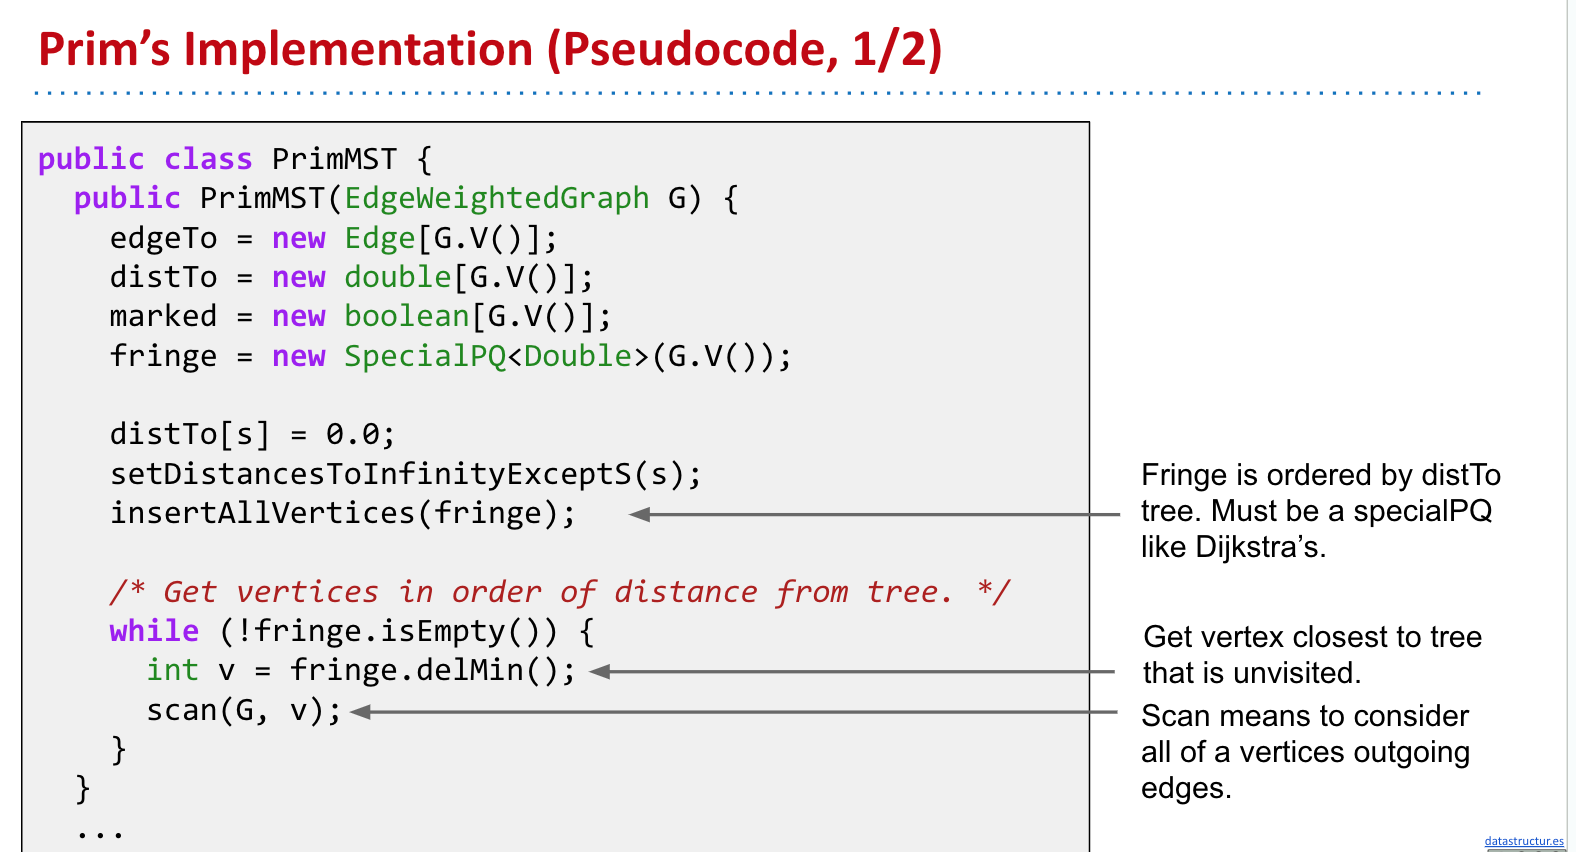 Prim’s Implementation (Pseudocode, 1/2)
public class PrimMST {
  public PrimMST(EdgeWeightedGraph G) {
    edgeTo = new Edge[G.V()];
    distTo = new double[G.V()];
    marked = new boolean[G.V()];
    fringe = new SpecialPQ<Double>(G.V());
    distTo[s] = 0.0;
    setDistancesToInfinityExceptS(s);
    insertAllVertices(fringe);
    /* Get vertices in order of distance from tree. */
    while (!fringe.isEmpty()) {
      int v = fringe.delMin();
      scan(G, v);
    }
  }
  ...
Fringe is ordered by distTo
tree. Must be a specialPQ
like Dijkstra’s.
Get vertex closest to tree
that is unvisited.
Scan means to consider
all of a vertices outgoing
edges.
datastructur.es